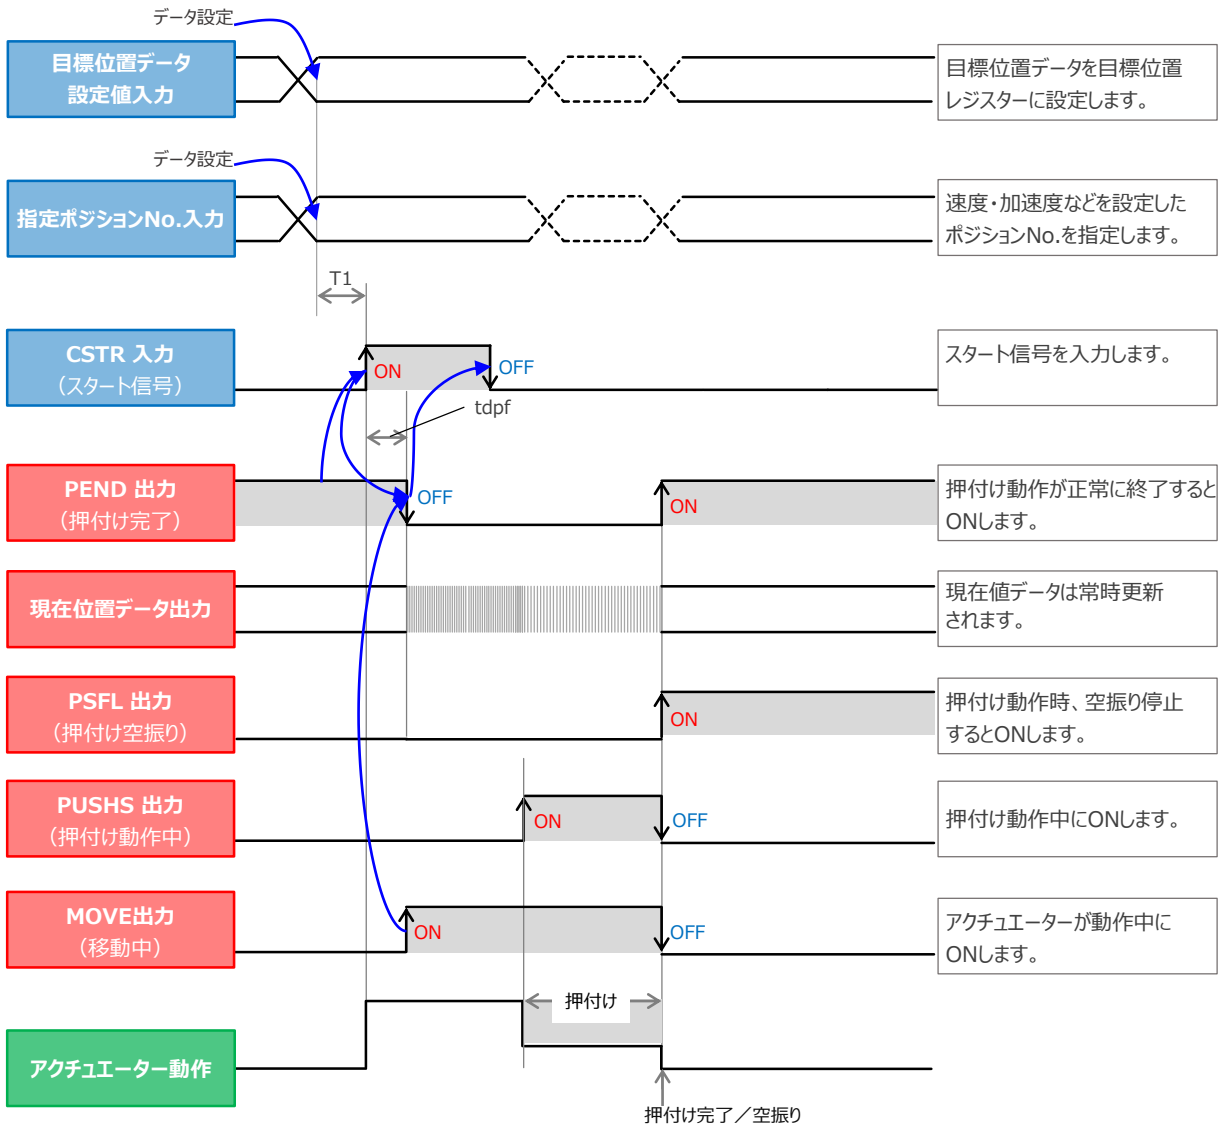 データ設定
目標位置データ
設定値入力
目標位置データを目標位置
レジスターに設定します。
データ設定
指定ポジションNo.入力
速度・加速度などを設定した
ポジションNo.を指定します。
T1
CSTR 入力
（スタート信号）
ON
OFF
スタート信号を入力します。
tdpf
PEND 出力
（押付け完了）
OFF
ON
押付け動作が正常に終了すると
ONします。
現在位置データ出力
現在値データは常時更新
されます。
PSFL 出力
（押付け空振り）
ON
押付け動作時、空振り停止
するとONします。
PUSHS 出力
（押付け動作中）
ON
OFF
押付け動作中にONします。
MOVE出力
（移動中）
ON
OFF
アクチュエーターが動作中に
ONします。
押付け
アクチュエーター動作
押付け完了／空振り